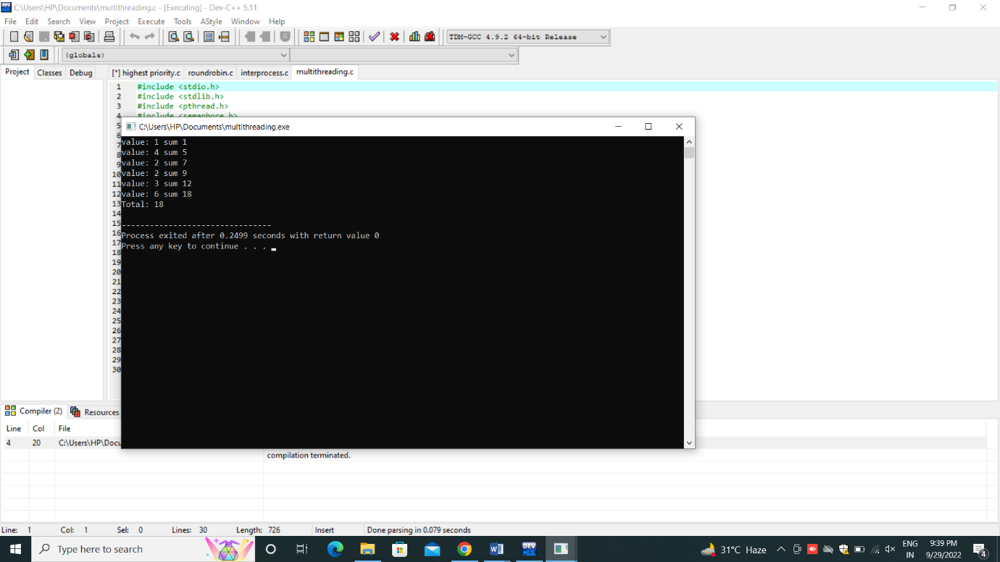 C:\Users\HP\Documents\multithreading.c - [Executing] - Dev-C++ 5.11
File Edit Search View Project Execute Tools AStyle Window Help
TDM-GCC 4.9.2 64-bit Release
(globals)
Project Classes Debug [*] highest priority.c roundrobin.c interprocess.c multithreading.c
1 #include <stdio.h>
2 #include <stdlib.h>
3 #include <pthread.h>
4 #include <semaphore.h>
C:\Users\HP\Documents\multithreading.exe
5
6
7 value: 1 sum 1
8 value: 4 sum 5
9 value: 2 sum 7
10 value: 2 sum 9
11 value: 3 sum 12
12 value: 6 sum 18
13 Total: 18
14
15 --------------------------------
16 Process exited after 0.2499 seconds with return value 0
17 Press any key to continue . . .
18
19
20
21
22
23
24
25
26
27
28
29
30
Compiler (2) Resources
Line Col File
4 20 C:\Users\HP\Docu
compilation terminated.
Line: 1 Col: 1 Sel: 0 Lines: 30 Length: 726 Insert Done parsing in 0.079 seconds
Type here to search
DEV
31°C Haze
ENG
IN
9:39 PM
9/29/2022
4